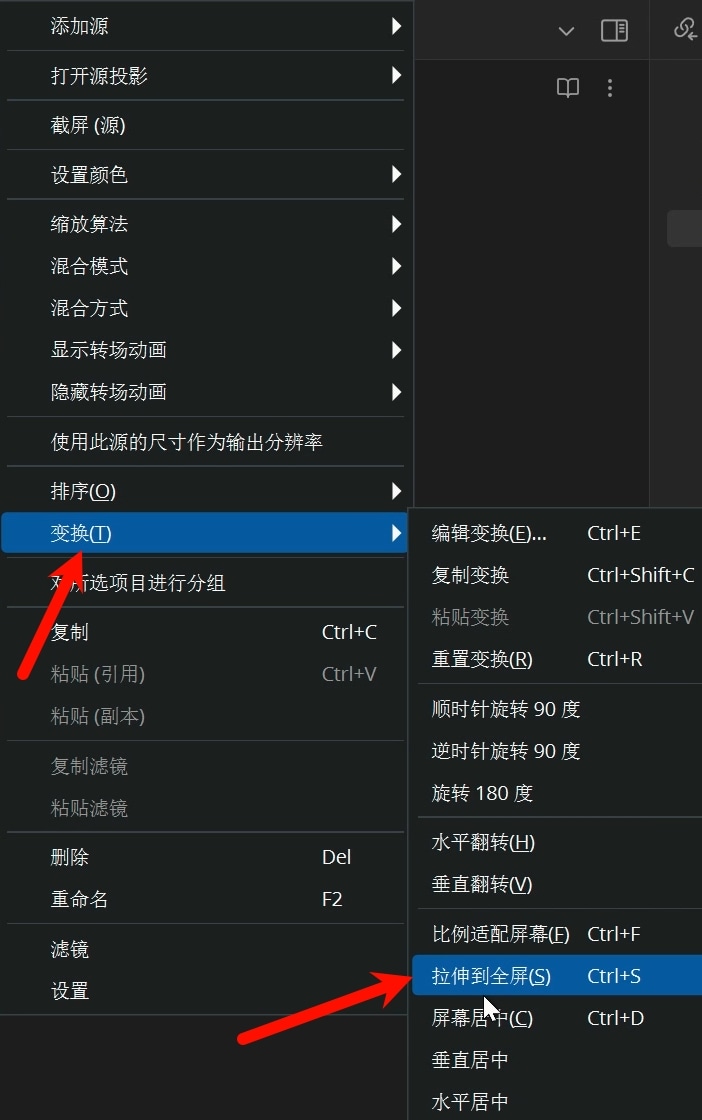 添加源
打开源投影
截屏 (源)
设置颜色
缩放算法
混合模式
混合方式
显示转场动画
隐藏转场动画
使用此源的尺寸作为输出分辨率
排序(O)
变换(T)
对所选项目进行分组
复制 Ctrl+C
粘贴 (引用) Ctrl+V
粘贴 (副本)
复制滤镜
粘贴滤镜
删除 Del
重命名 F2
滤镜
设置
编辑变换(E)... Ctrl+E
复制变换 Ctrl+Shift+C
粘贴变换 Ctrl+Shift+V
重置变换(R) Ctrl+R
顺时针旋转 90 度
逆时针旋转 90 度
旋转 180 度
水平翻转(H)
垂直翻转(V)
比例适配屏幕(F) Ctrl+F
拉伸到全屏(S) Ctrl+S
屏幕居中(C) Ctrl+D
垂直居中
水平居中